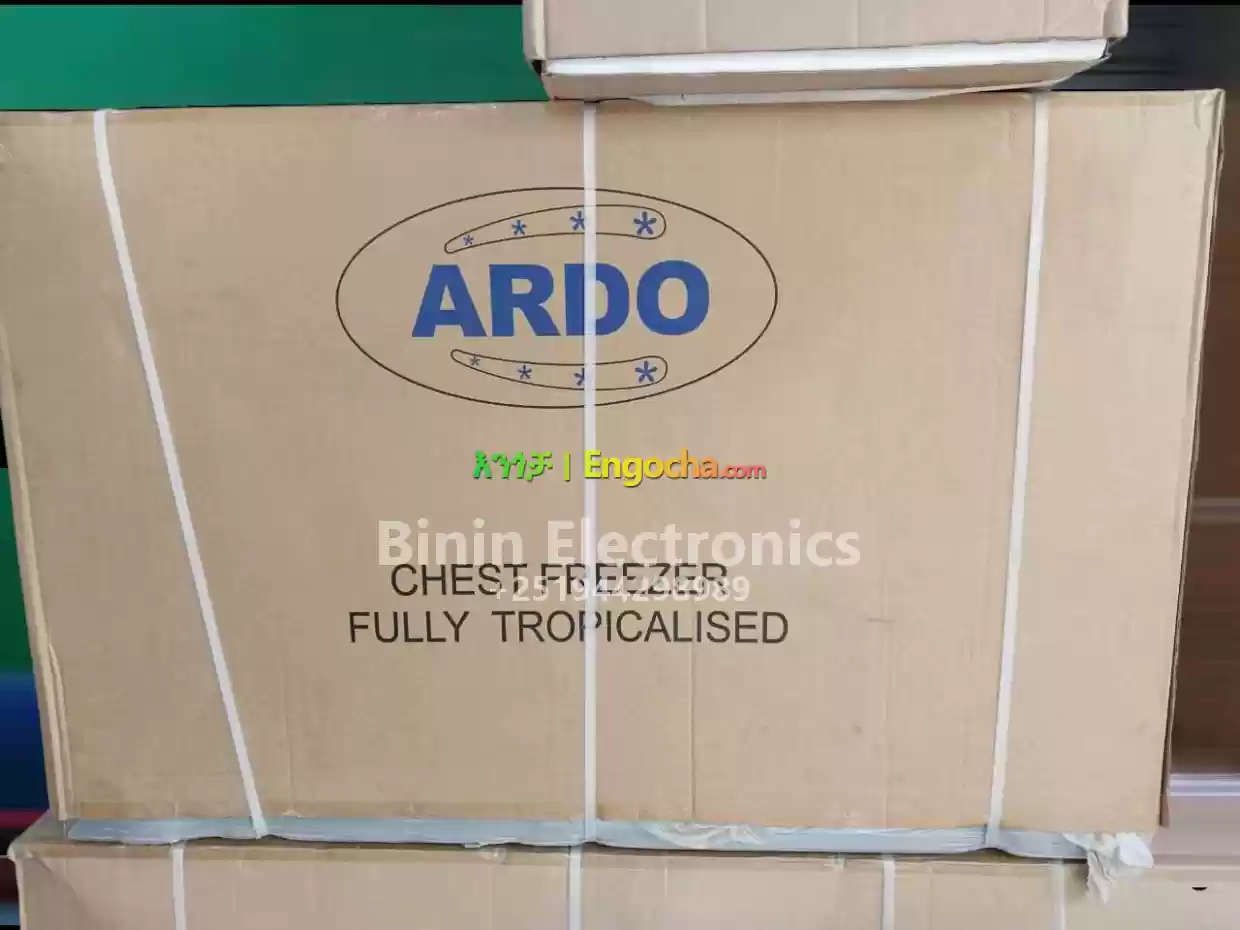 ARDO
እንጎቻ | Engocha.com
Binin Electronics
CHEST FREEZER
+251944298989
FULLY TROPICALISED